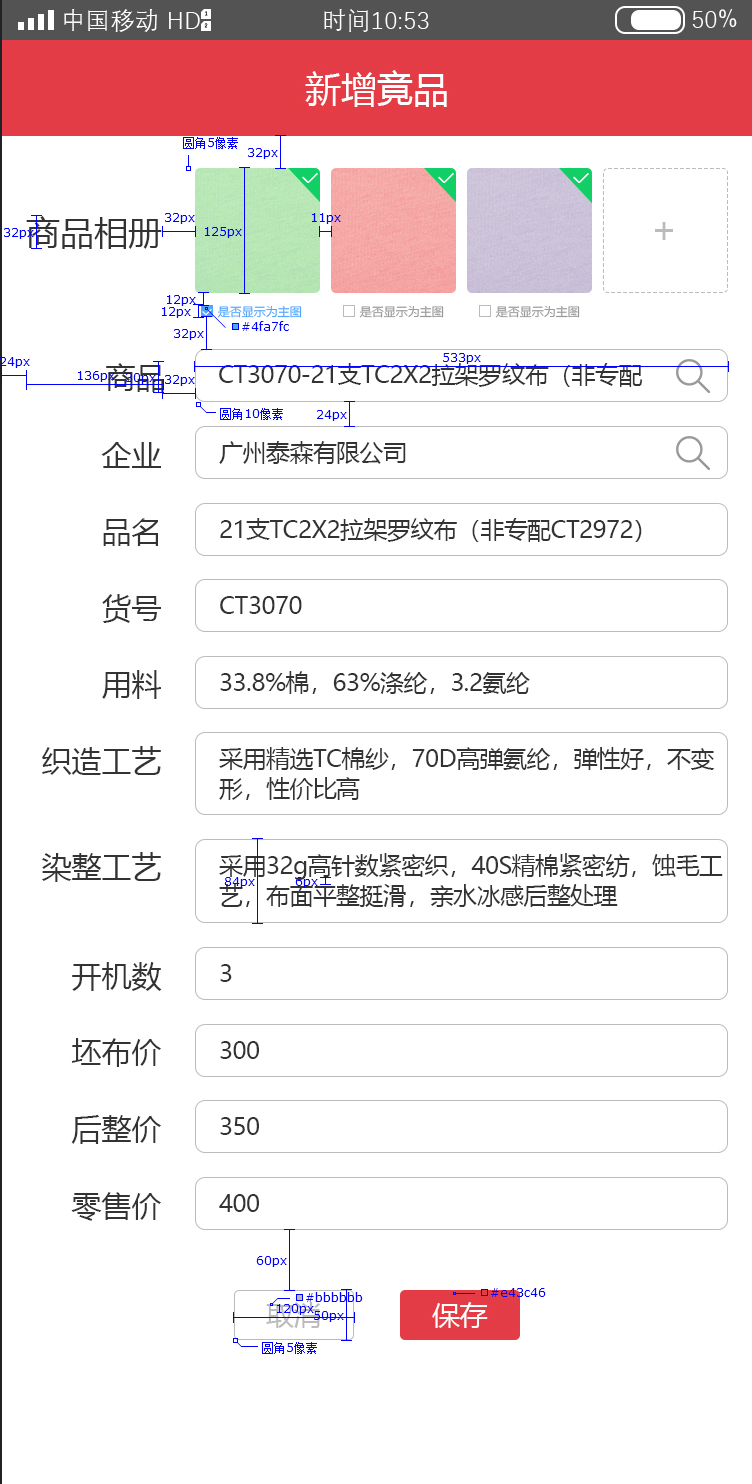 中国移动 HD 时间10:53 50%
新增竟品
圆角5像素
32px
商品相册
32px
32px
125px
11px
+
12px
12px
是否显示为主图
是否显示为主图
是否显示为主图
#4fa7fc
32px
24px
136px
32px
商品
CT3070-21支TC2X2拉架罗纹布（非专配
533px
圆角10像素
24px
企业
广州泰森有限公司
品名
21支TC2X2拉架罗纹布（非专配CT2972）
货号
CT3070
用料
33.8%棉，63%涤纶，3.2氨纶
织造工艺
采用精选TC棉纱，70D高弹氨纶，弹性好，不变
形，性价比高
染整工艺
采用32g高针数紧密织，40S精棉紧密纺，蚀毛工
艺，布面平整挺滑，亲水冰感后整处理
84px
6px
开机数
3
坯布价
300
后整价
350
零售价
400
60px
#bbbbbb
取消
120px
50px
圆角5像素
#e43c46
保存